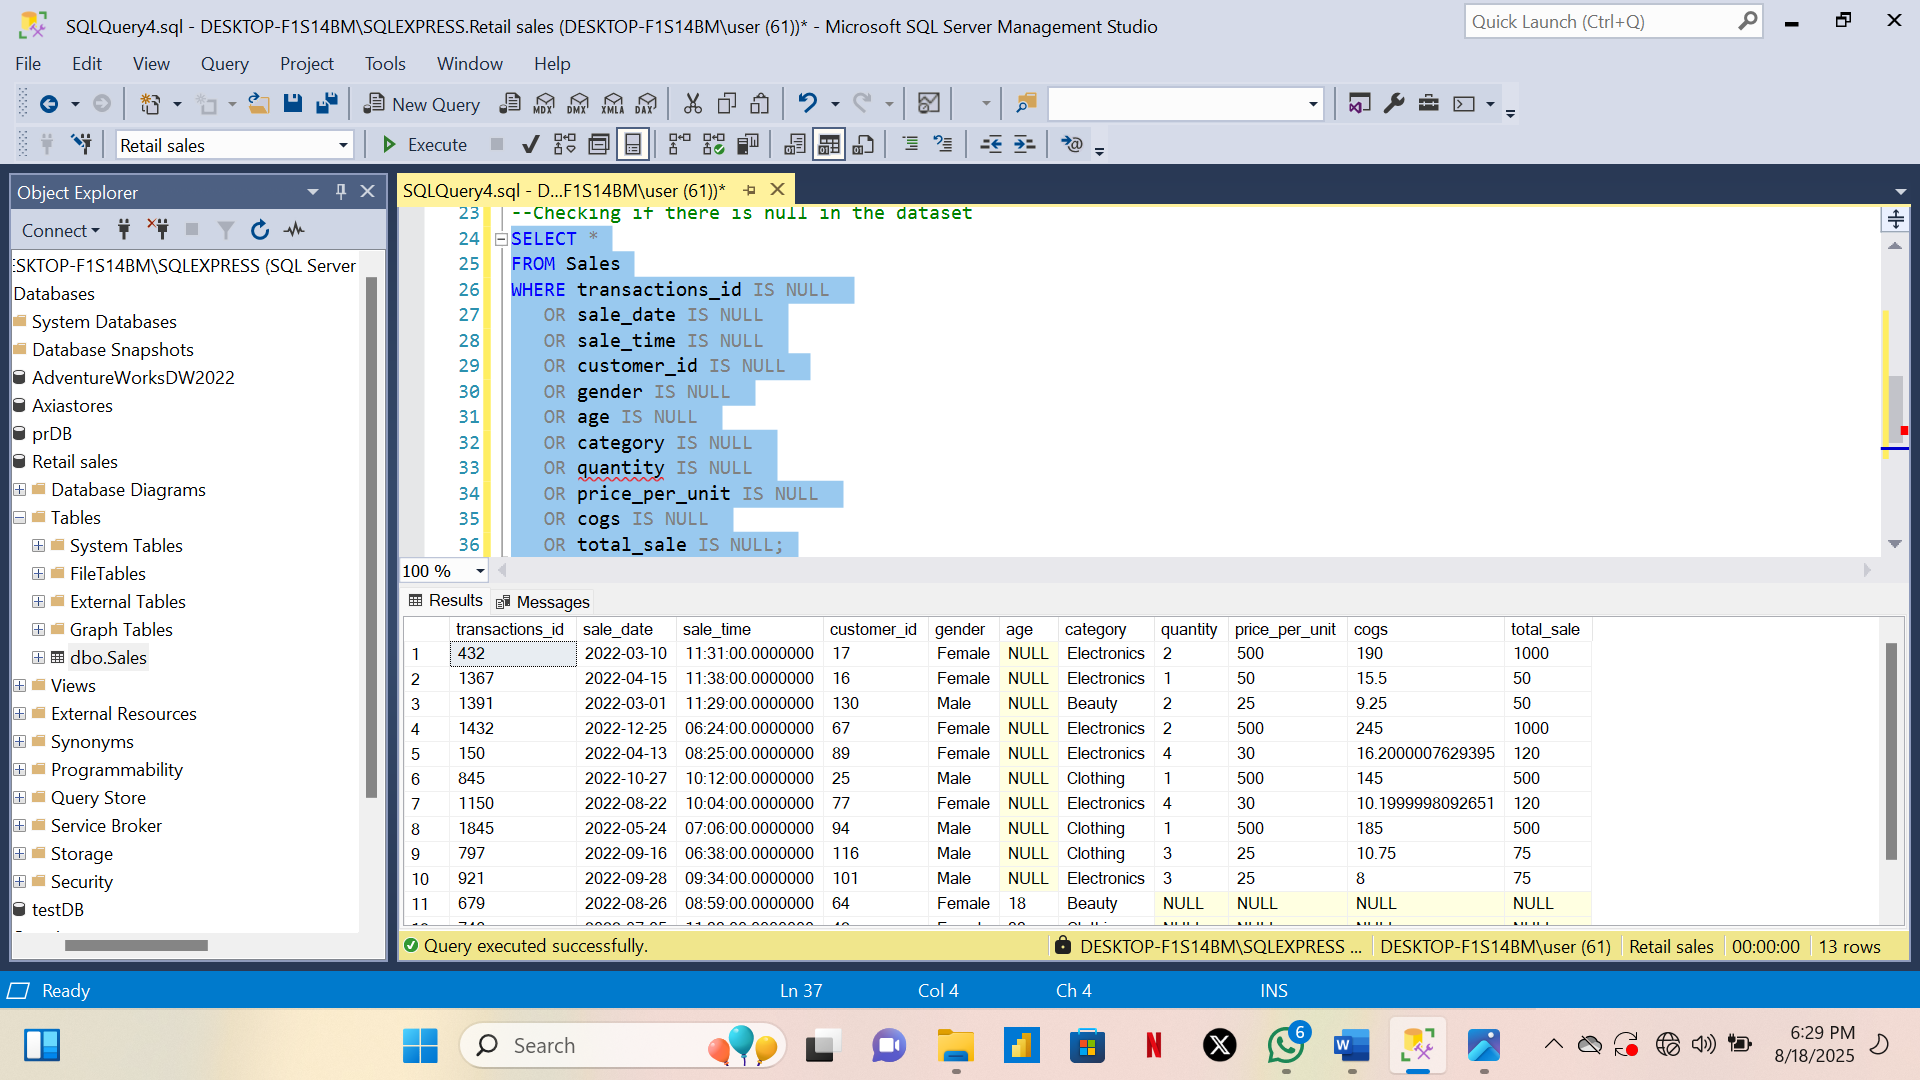 SQLQuery4.sql - DESKTOP-F1S14BM\SQLEXPRESS.Retail sales (DESKTOP-F1S14BM\user (61))* - Microsoft SQL Server Management Studio
Quick Launch (Ctrl+Q)
File Edit View Query Project Tools Window Help
New Query MDX DMX XMLA DAX
Retail sales Execute
Object Explorer
Connect
SKTOP-F1S14BM\SQLEXPRESS (SQL Server
Databases
System Databases
Database Snapshots
AdventureWorksDW2022
Axiastores
prDB
Retail sales
Database Diagrams
Tables
System Tables
FileTables
External Tables
Graph Tables
dbo.Sales
Views
External Resources
Synonyms
Programmability
Query Store
Service Broker
Storage
Security
testDB
SQLQuery4.sql - D...F1S14BM\user (61))*
23 --Checking if there is null in the dataset
24 SELECT *
25 FROM Sales
26 WHERE transactions_id IS NULL
27 OR sale_date IS NULL
28 OR sale_time IS NULL
29 OR customer_id IS NULL
30 OR gender IS NULL
31 OR age IS NULL
32 OR category IS NULL
33 OR quantity IS NULL
34 OR price_per_unit IS NULL
35 OR cogs IS NULL
36 OR total_sale IS NULL;
100 %
Results Messages
transactions_id sale_date sale_time customer_id gender age category quantity price_per_unit cogs total_sale
1 432 2022-03-10 11:31:00.0000000 17 Female NULL Electronics 2 500 190 1000
2 1367 2022-04-15 11:38:00.0000000 16 Female NULL Electronics 1 50 15.5 50
3 1391 2022-03-01 11:29:00.0000000 130 Male NULL Beauty 2 25 9.25 50
4 1432 2022-12-25 06:24:00.0000000 67 Female NULL Electronics 2 500 245 1000
5 150 2022-04-13 08:25:00.0000000 89 Female NULL Electronics 4 30 16.2000007629395 120
6 845 2022-10-27 10:12:00.0000000 25 Male NULL Clothing 1 500 145 500
7 1150 2022-08-22 10:04:00.0000000 77 Female NULL Electronics 4 30 10.1999998092651 120
8 1845 2022-05-24 07:06:00.0000000 94 Male NULL Clothing 1 500 185 500
9 797 2022-09-16 06:38:00.0000000 116 Male NULL Clothing 3 25 10.75 75
10 921 2022-09-28 09:34:00.0000000 101 Male NULL Electronics 3 25 8 75
11 679 2022-08-26 08:59:00.0000000 64 Female 18 Beauty NULL NULL NULL NULL
Query executed successfully. DESKTOP-F1S14BM\SQLEXPRESS ... DESKTOP-F1S14BM\user (61) Retail sales 00:00:00 13 rows
Ready Ln 37 Col 4 Ch 4 INS
Search
N
X
6
W
6:29 PM
8/18/2025